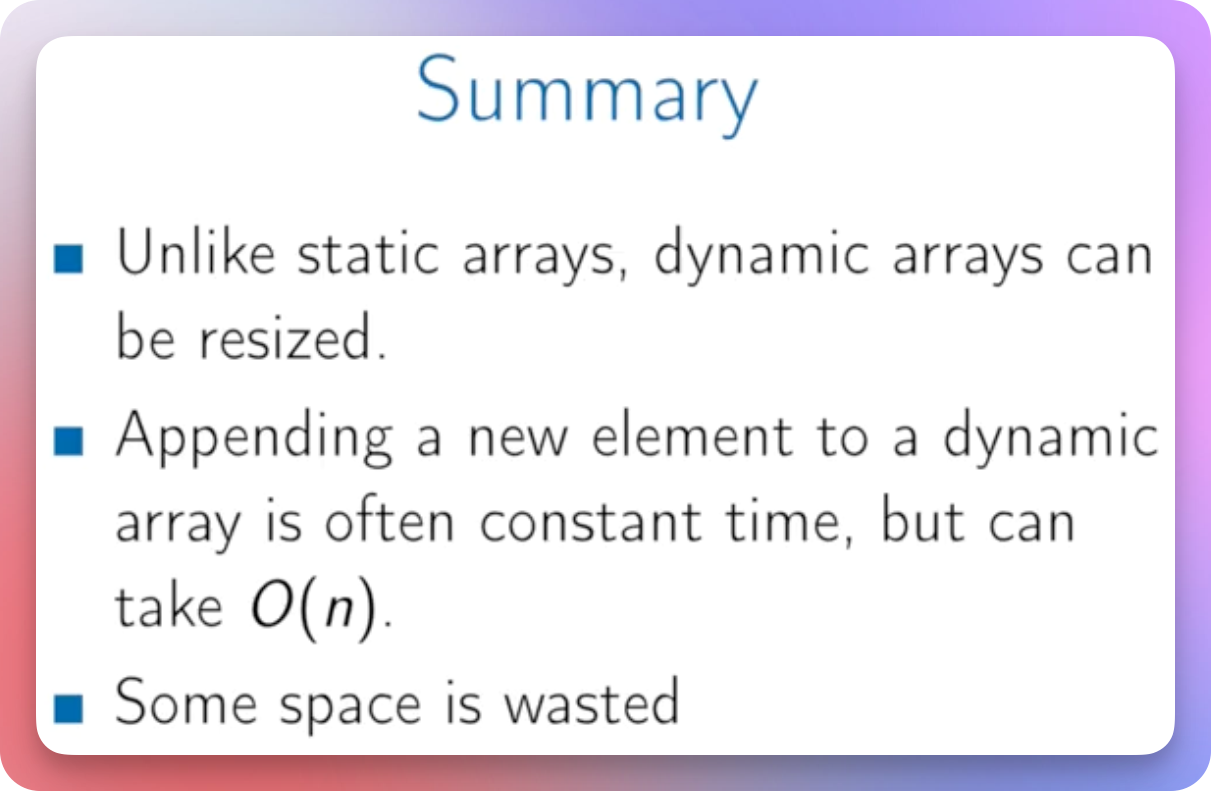 Summary
Unlike static arrays, dynamic arrays can
be resized.
Appending a new element to a dynamic
array is often constant time, but can
take O(n).
Some space is wasted